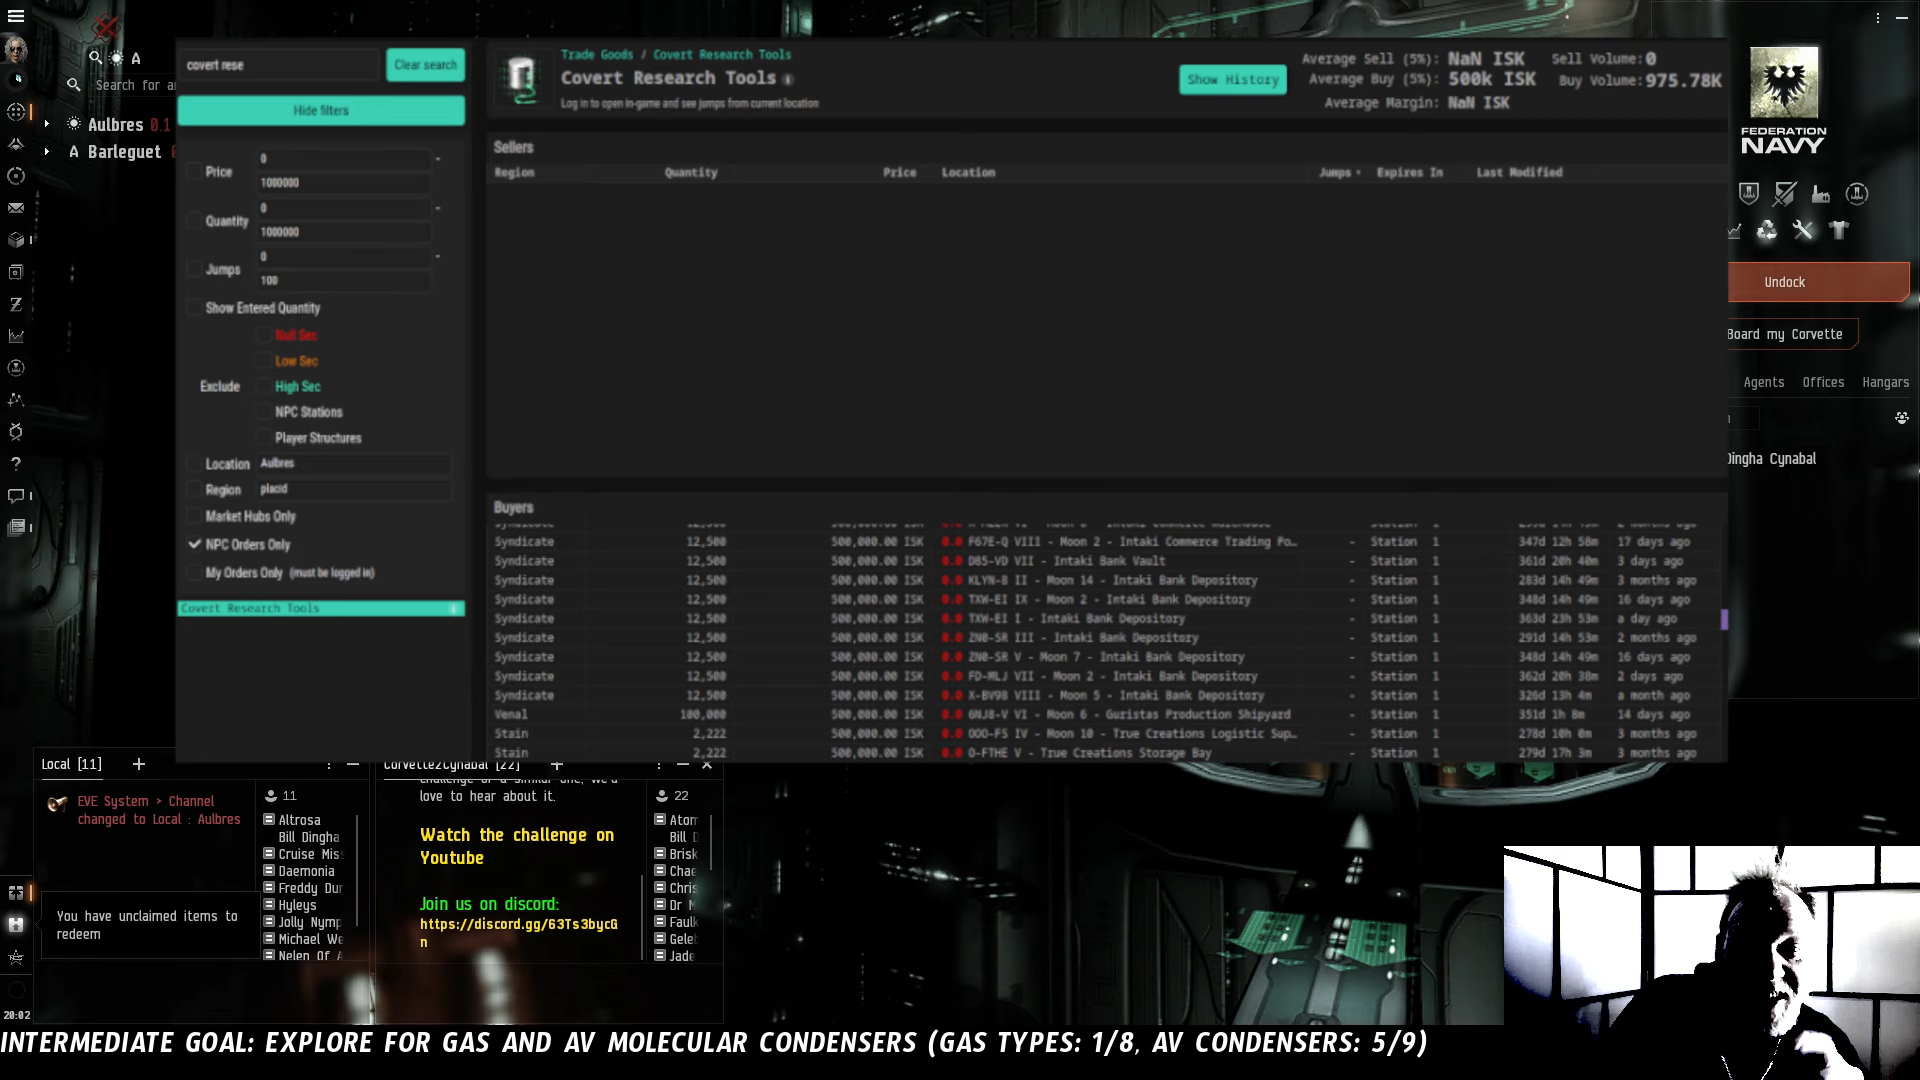 covert rese
Clear search
Hide filters
Price
0
1000000
Quantity
0
1000000
Jumps
0
100
Show Entered Quantity
Null Sec
Low Sec
Exclude
High Sec
NPC Stations
Player Structures
Location Aulbres
Region placid
Market Hubs Only
NPC Orders Only
My Orders Only (must be logged in)
Covert Research Tools
A
Search for a
Aulbres 0.1
A Barleguet
Trade Goods / Covert Research Tools
Covert Research Tools
Log in to open in-game and see jumps from current location
Show History
Average Sell (5%): NaN ISK
Average Buy (5%): 500k ISK
Average Margin: NaN ISK
Sell Volume: 0
Buy Volume: 975.78K
Sellers
Region Quantity Price Location Jumps Expires In Last Modified
Buyers
Syndicate 12,500 500,000.00 ISK 0.0 F67E-Q VIII - Moon 2 - Intaki Commerce Trading Po… - Station 1 347d 12h 58m 17 days ago
Syndicate 12,500 500,000.00 ISK 0.0 D85-VD VII - Intaki Bank Vault - Station 1 361d 20h 40m 3 days ago
Syndicate 12,500 500,000.00 ISK 0.0 KLYN-8 II - Moon 14 - Intaki Bank Depository - Station 1 283d 14h 49m 3 months ago
Syndicate 12,500 500,000.00 ISK 0.0 TXW-EI IX - Moon 2 - Intaki Bank Depository - Station 1 348d 14h 49m 16 days ago
Syndicate 12,500 500,000.00 ISK 0.0 TXW-EI I - Intaki Bank Depository - Station 1 363d 23h 53m a day ago
Syndicate 12,500 500,000.00 ISK 0.0 ZN0-SR III - Intaki Bank Depository - Station 1 291d 14h 53m 2 months ago
Syndicate 12,500 500,000.00 ISK 0.0 ZN0-SR V - Moon 7 - Intaki Bank Depository - Station 1 348d 14h 49m 16 days ago
Syndicate 12,500 500,000.00 ISK 0.0 FD-MLJ VII - Moon 2 - Intaki Bank Depository - Station 1 362d 20h 38m 2 days ago
Syndicate 12,500 500,000.00 ISK 0.0 X-BV98 VIII - Moon 5 - Intaki Bank Depository - Station 1 326d 13h 4m a month ago
Venal 100,000 500,000.00 ISK 0.0 6NJ8-V VI - Moon 6 - Guristas Production Shipyard - Station 1 351d 1h 8m 14 days ago
Stain 2,222 500,000.00 ISK 0.0 OOO-FS IV - Moon 10 - True Creations Logistic Sup… - Station 1 278d 10h 0m 3 months ago
Stain 2,222 500,000.00 ISK 0.0 O-FTHE V - True Creations Storage Bay - Station 1 279d 17h 3m 3 months ago
FEDERATION
NAVY
Undock
Board my Corvette
Agents Offices Hangars
Dingha Cynabal
Local [11]
EVE System > Channel
changed to Local : Aulbres
11
Altrosa
Bill Dingha
Cruise Mis
Daemonia
Freddy Dur
Hyleys
Jolly Nymp
Michael We
Nelen Of A
You have unclaimed items to
redeem
Corvette2Cynabal [22]
challenge or a similar one, we'd
love to hear about it.
Watch the challenge on
Youtube
Join us on discord:
https://discord.gg/63Ts3bycG
n
22
Atom
Bill D
Brisk
Chae
Chris
Dr M
Faulk
Geleb
Jade
20:02
INTERMEDIATE GOAL: EXPLORE FOR GAS AND AV MOLECULAR CONDENSERS (GAS TYPES: 1/8, AV CONDENSERS: 5/9)